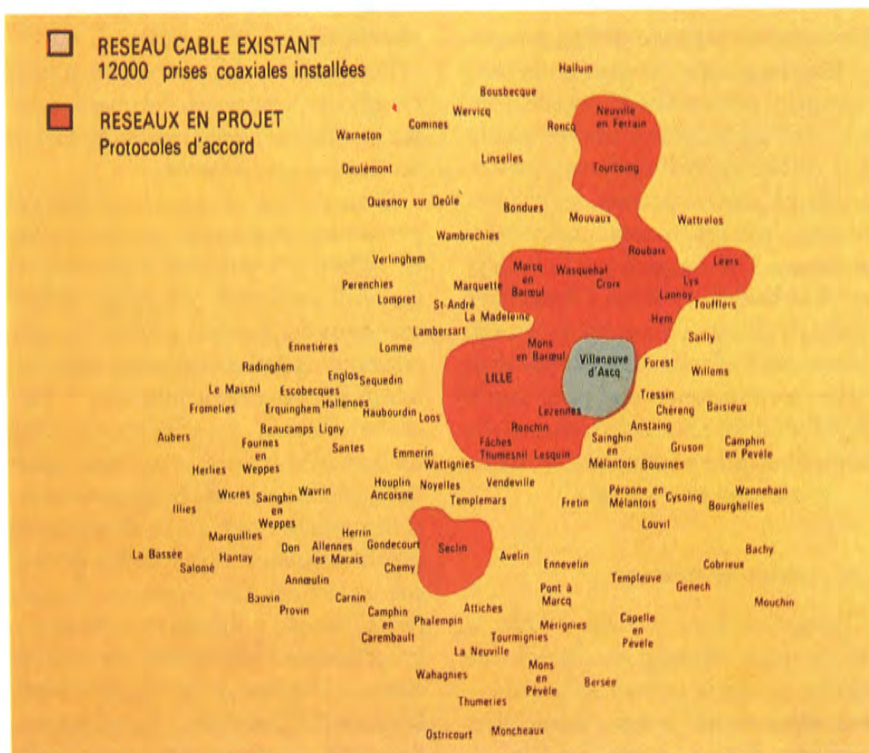 RESEAU CABLE EXISTANT
12000 prises coaxiales installées
RESEAUX EN PROJET
Protocoles d'accord
Halluin
Bousbecque
Wervicq
Comines
Warneton
Roncq
Neuville
en Ferrain
Linselles
Deulémont
Tourcoing
Quesnoy sur Deûle
Bondues
Mouvaux
Wattrelos
Wambrechies
Roubaix
Verlinghem
Marcq
en
Barœul
Wasquehal
Croix
Leers
Lys
Perenchies
Marquette
Lannoy
Lompret
St-André
Toufflers
La Madeleine
Hem
Lambersart
Sailly
Ennetières
Lomme
Mons
en Barœul
Villeneuve
d'Ascq
Forest
Willems
Radinghem
Englos
Sequedin
LILLE
Le Maisnil
Escobecques
Tressin
Fromelies
Erquinghem
Hallennes
Haubourdin
Loos
Lezennes
Chéreng
Baisieux
Beaucamps Ligny
Ronchin
Anstaing
Aubers
Fournes
en
Weppes
Santes
Emmerin
Fâches
Thumesnil
Lesquin
Sainghin
en
Mélantois
Gruson
Camphin
en Pevèle
Bouvines
Herlies
Wattignies
Houplin
Ancoisne
Noyelles
Vendeville
Wicres
Sainghin
en
Weppes
Wavrin
Templemars
Fretin
Péronne en
Mélantois
Cysoing
Wannehain
Bourghelles
Illies
Louvil
Marquillies
Herrin
La Bassée
Hantay
Don
Allennes
les Marais
Gondecourt
Seclin
Avelin
Bachy
Salomé
Chemy
Ennevelin
Cobrieux
Annœulin
Templeuve
Genech
Bauvin
Carnin
Pont à
Marcq
Mouchin
Provin
Camphin
en
Carembault
Phalempin
Attiches
Mérignies
Capelle
en
Pévèle
Tourmignies
La Neuville
Wahagnies
Mons
en
Pévèle
Bersée
Thumeries
Ostricourt
Moncheaux